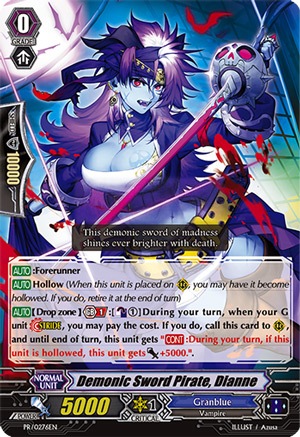 0
GRADE
10000
SHIELD
This demonic sword of madness
shines ever brighter with death.
AUTO :Forerunner
AUTO Hollow (When this unit is placed on , you may have it become
hollowed. If you do, retire it at the end of turn)
AUTO 【Drop zone】: [CB 1] During your turn, when your G
unit STRIDE, you may pay the cost. If you do, call this card to
and until end of turn, this unit gets "CONT :During your turn, if
this unit is hollowed, this unit gets +5000.".
NORMAL
UNIT
Demonic Sword Pirate, Dianne
POWER
5000
1
CRITICAL
Granblue
Vampire
PR/0276EN
ILLUST / Azusa